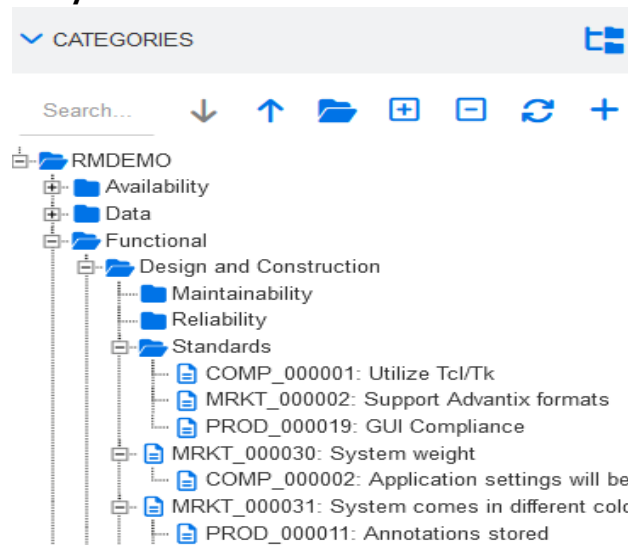 CATEGORIES
Search...
RMDEMO
Availability
Data
Functional
Design and Construction
Maintainability
Reliability
Standards
COMP_000001: Utilize Tcl/Tk
MRKT_000002: Support Advantix formats
PROD_000019: GUI Compliance
MRKT_000030: System weight
COMP_000002: Application settings will be
MRKT_000031: System comes in different colo
PROD_000011: Annotations stored